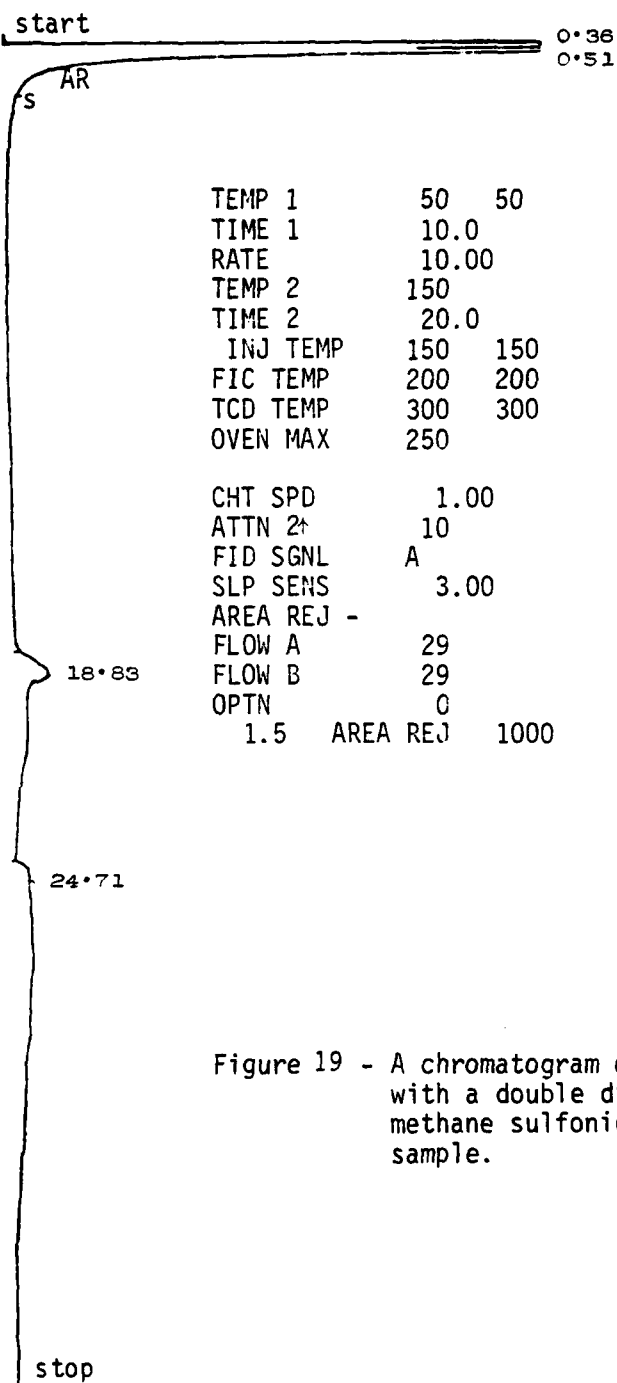 start
0.36
0.51
AR
S
TEMP 1 50 50
TIME 1 10.0
RATE 10.00
TEMP 2 150
TIME 2 20.0
INJ TEMP 150 150
FIC TEMP 200 200
TCD TEMP 300 300
OVEN MAX 250
CHT SPD 1.00
ATTN 2↑ 10
FID SGNL A
SLP SENS 3.00
AREA REJ -
FLOW A 29
FLOW B 29
OPTN 0
1.5 AREA REJ 1000
18.83
24.71
Figure 19 - A chromatogram
with a double d
methane sulfoni
sample.
stop